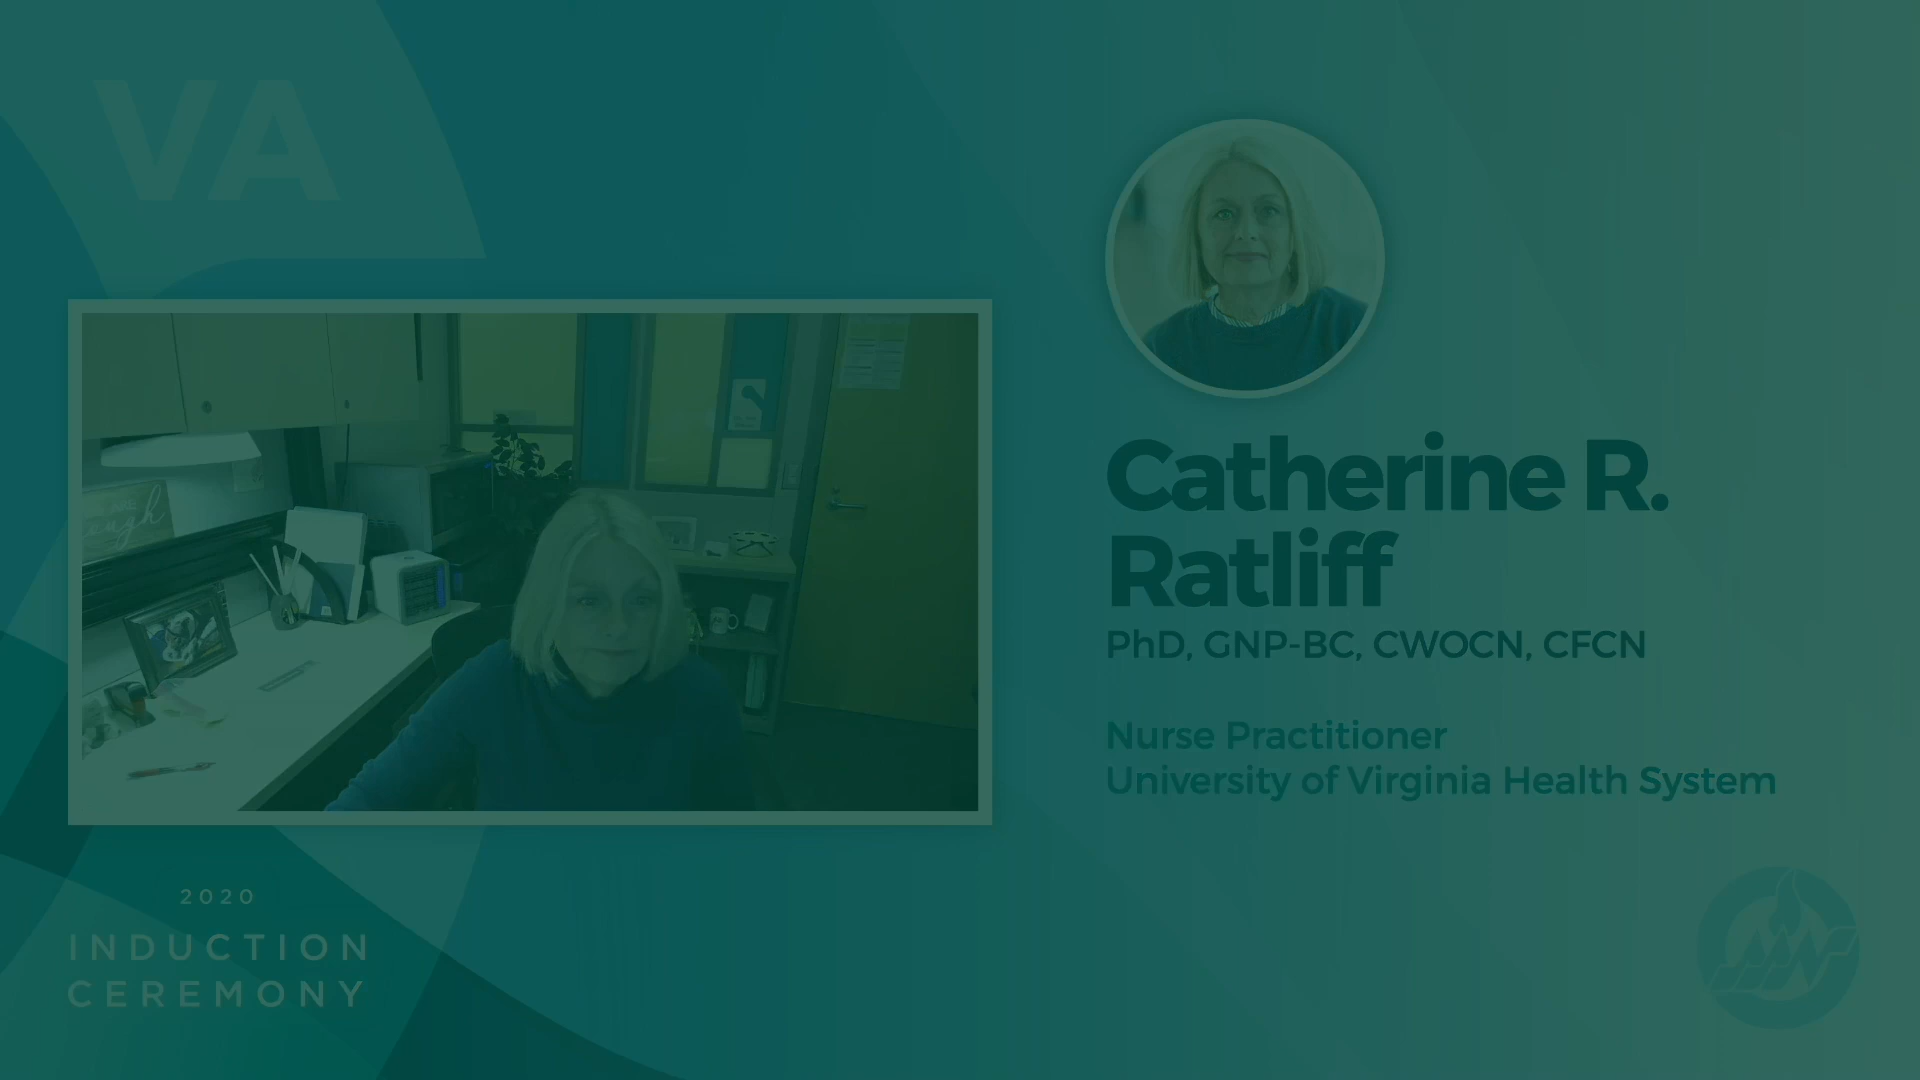 VA
Catherine R.
Ratliff
PhD, GNP-BC, CWOCN, CFCN
Nurse Practitioner
University of Virginia Health System
2020
INDUCTION
CEREMONY